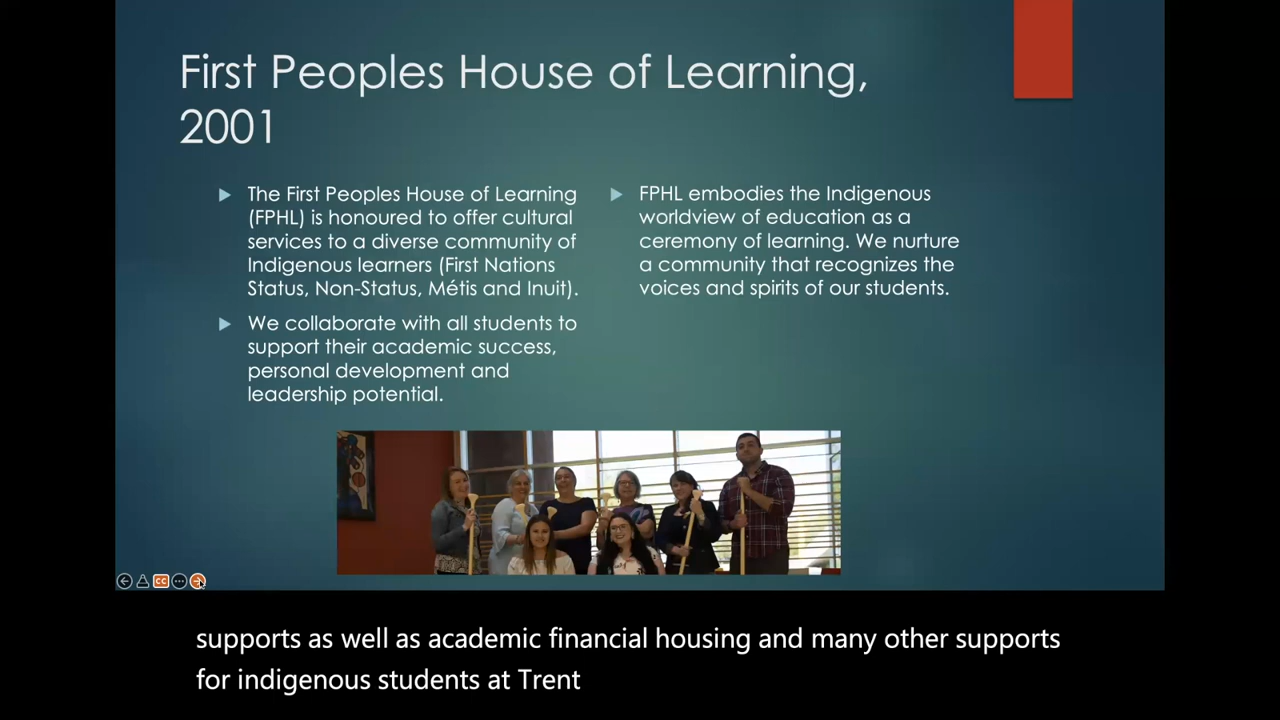 First Peoples House of Learning,
2001
The First Peoples House of Learning
(FPHL) is honoured to offer cultural
services to a diverse community of
Indigenous learners (First Nations
Status, Non-Status, Métis and Inuit).
We collaborate with all students to
support their academic success,
personal development and
leadership potential.
FPHL embodies the Indigenous
worldview of education as a
ceremony of learning. We nurture
a community that recognizes the
voices and spirits of our students.
CC
supports as well as academic financial housing and many other supports
for indigenous students at Trent